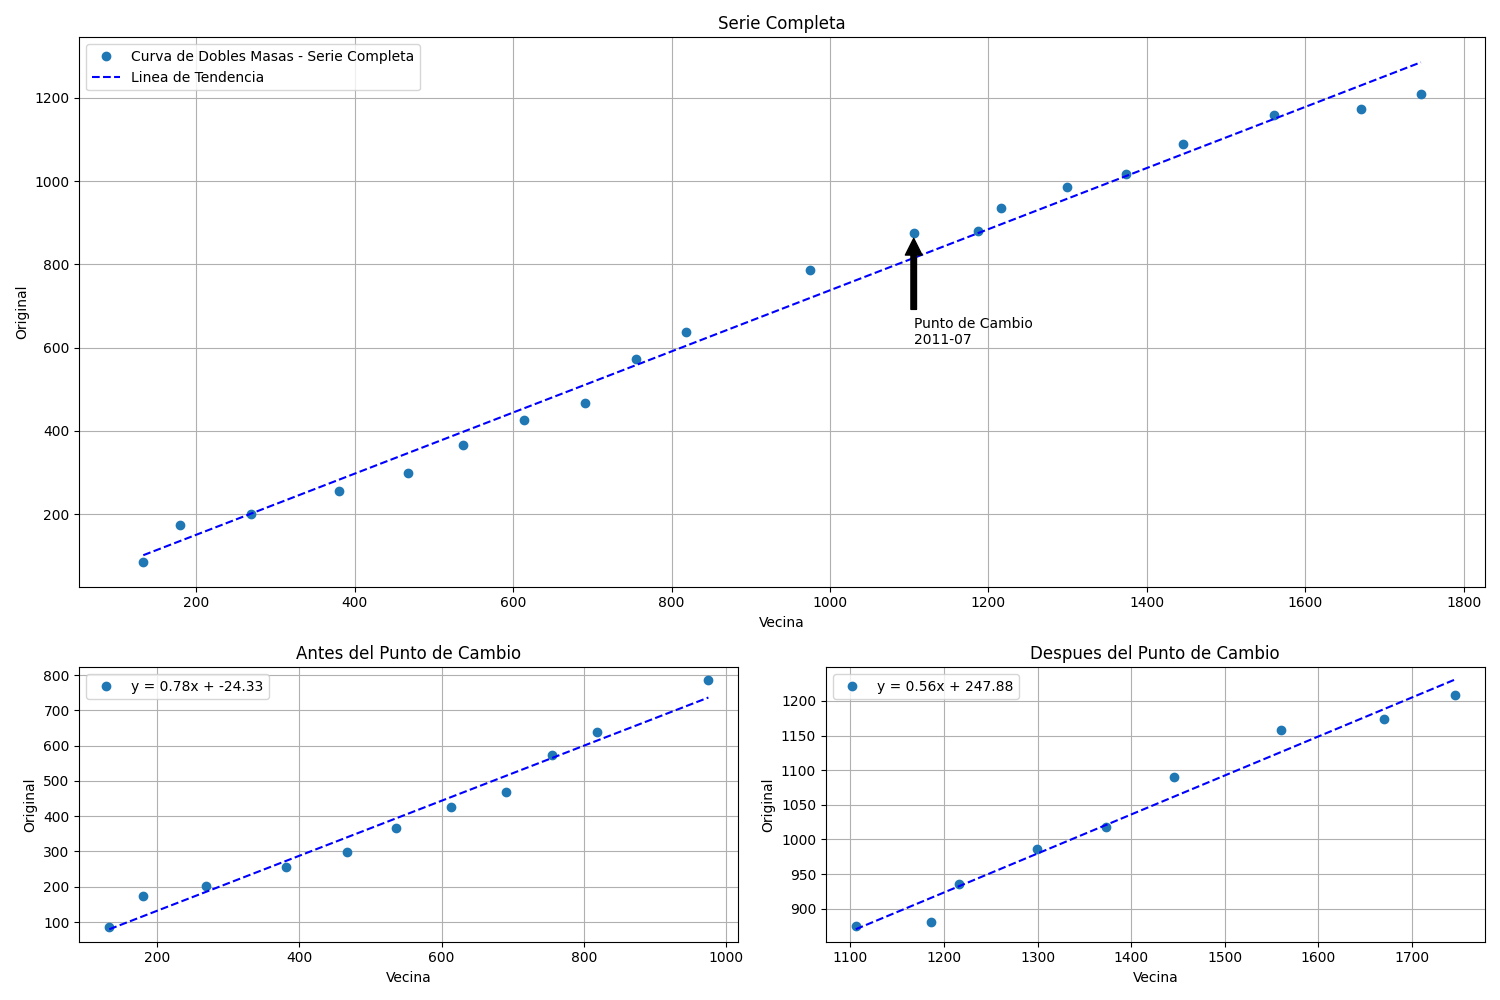 Serie Completa
Curva de Dobles Masas - Serie Completa
Linea de Tendencia
Original
1200
1000
800
600
400
200
Punto de Cambio
2011-07
200 400 600 800 1000 1200 1400 1600 1800
Vecina
Antes del Punto de Cambio
y = 0.78x + -24.33
Original
800
700
600
500
400
300
200
100
200 400 600 800 1000
Vecina
Despues del Punto de Cambio
y = 0.56x + 247.88
Original
1200
1150
1100
1050
1000
950
900
1100 1200 1300 1400 1500 1600 1700
Vecina